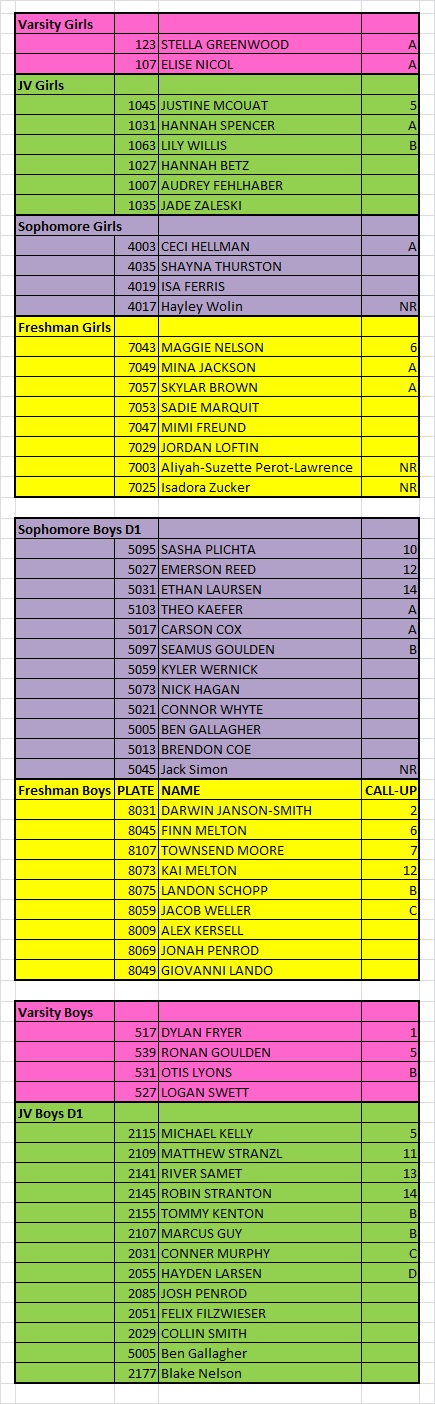 Varsity Girls
123 STELLA GREENWOOD A
107 ELISE NICOL A
JV Girls
1045 JUSTINE MCOUAT 5
1031 HANNAH SPENCER A
1063 LILY WILLIS B
1027 HANNAH BETZ
1007 AUDREY FEHLHABER
1035 JADE ZALESKI
Sophomore Girls
4003 CECI HELLMAN A
4035 SHAYNA THURSTON
4019 ISA FERRIS
4017 Hayley Wolin NR
Freshman Girls
7043 MAGGIE NELSON 6
7049 MINA JACKSON A
7057 SKYLAR BROWN A
7053 SADIE MARQUIT
7047 MIMI FREUND
7029 JORDAN LOFTIN
7003 Aliyah-Suzette Perot-Lawrence NR
7025 Isadora Zucker NR
Sophomore Boys D1
5095 SASHA PLICHTA 10
5027 EMERSON REED 12
5031 ETHAN LAURSEN 14
5103 THEO KAEFER A
5017 CARSON COX A
5097 SEAMUS GOULDEN B
5059 KYLER WERNICK
5073 NICK HAGAN
5021 CONNOR WHYTE
5005 BEN GALLAGHER
5013 BRENDON COE
5045 Jack Simon NR
Freshman Boys PLATE NAME CALL-UP
8031 DARWIN JANSON-SMITH 2
8045 FINN MELTON 6
8107 TOWNSEND MOORE 7
8073 KAI MELTON 12
8075 LANDON SCHOPP B
8059 JACOB WELLER C
8009 ALEX KERSELL
8069 JONAH PENROD
8049 GIOVANNI LANDO
Varsity Boys
517 DYLAN FRYER 1
539 RONAN GOULDEN 5
531 OTIS LYONS B
527 LOGAN SWETT
JV Boys D1
2115 MICHAEL KELLY 5
2109 MATTHEW STRANZL 11
2141 RIVER SAMET 13
2145 ROBIN STRANTON 14
2155 TOMMY KENTON B
2107 MARCUS GUY B
2031 CONNER MURPHY C
2055 HAYDEN LARSEN D
2085 JOSH PENROD
2051 FELIX FILZWIESER
2029 COLLIN SMITH
5005 Ben Gallagher
2177 Blake Nelson